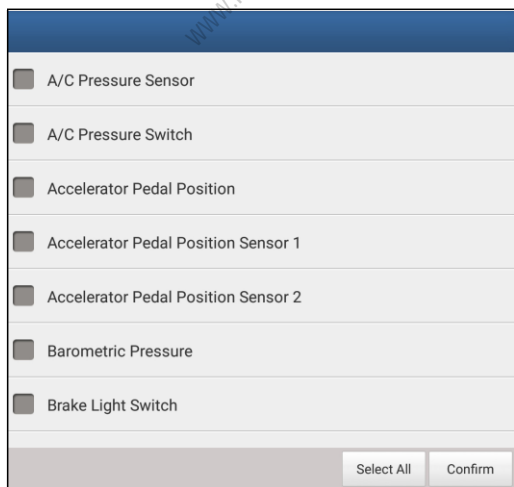 A/C Pressure Sensor
A/C Pressure Switch
Accelerator Pedal Position
Accelerator Pedal Position Sensor 1
Accelerator Pedal Position Sensor 2
Barometric Pressure
Brake Light Switch
Select All
Confirm